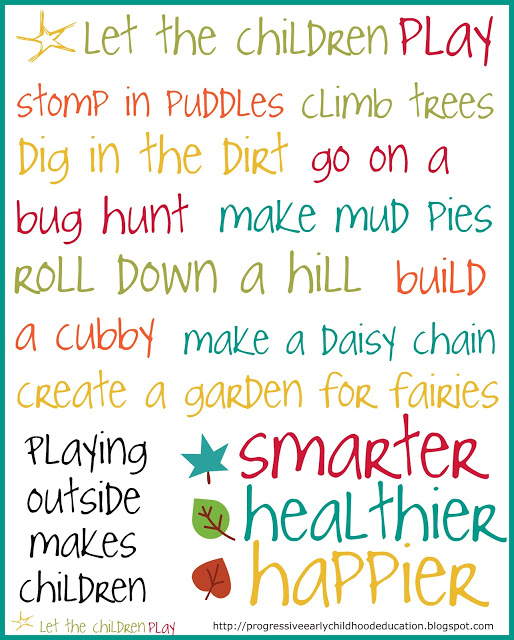 Let the children PLAY
stomp in puddles climb trees
Dig in the dirt go on a
bug hunt make mud pies
Roll down a hill build
a cubby make a daisy chain
create a garden for fairies
Playing
outside
makes
children
smarter
healthier
happier
Let the children PLAY
http://progressiveearlychildhoodeducation.blogspot.com